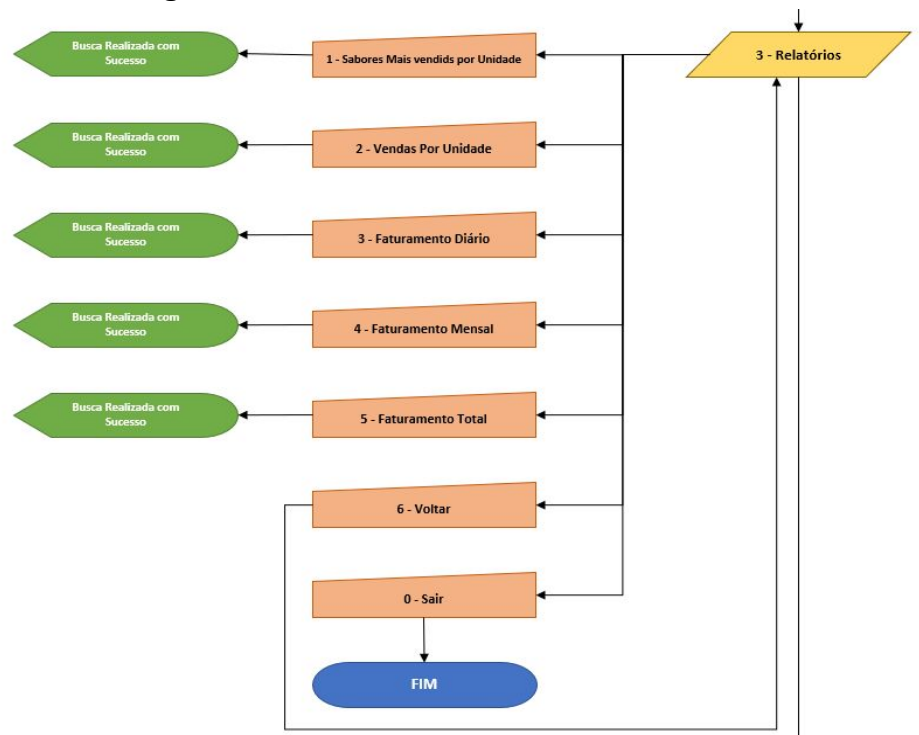 3 - Relatórios
Busca Realizada com
Sucesso
1 - Sabores Mais vendids por Unidade
Busca Realizada com
Sucesso
2 - Vendas Por Unidade
Busca Realizada com
Sucesso
3 - Faturamento Diário
Busca Realizada com
Sucesso
4 - Faturamento Mensal
Busca Realizada com
Sucesso
5 - Faturamento Total
6 - Voltar
0 - Sair
FIM